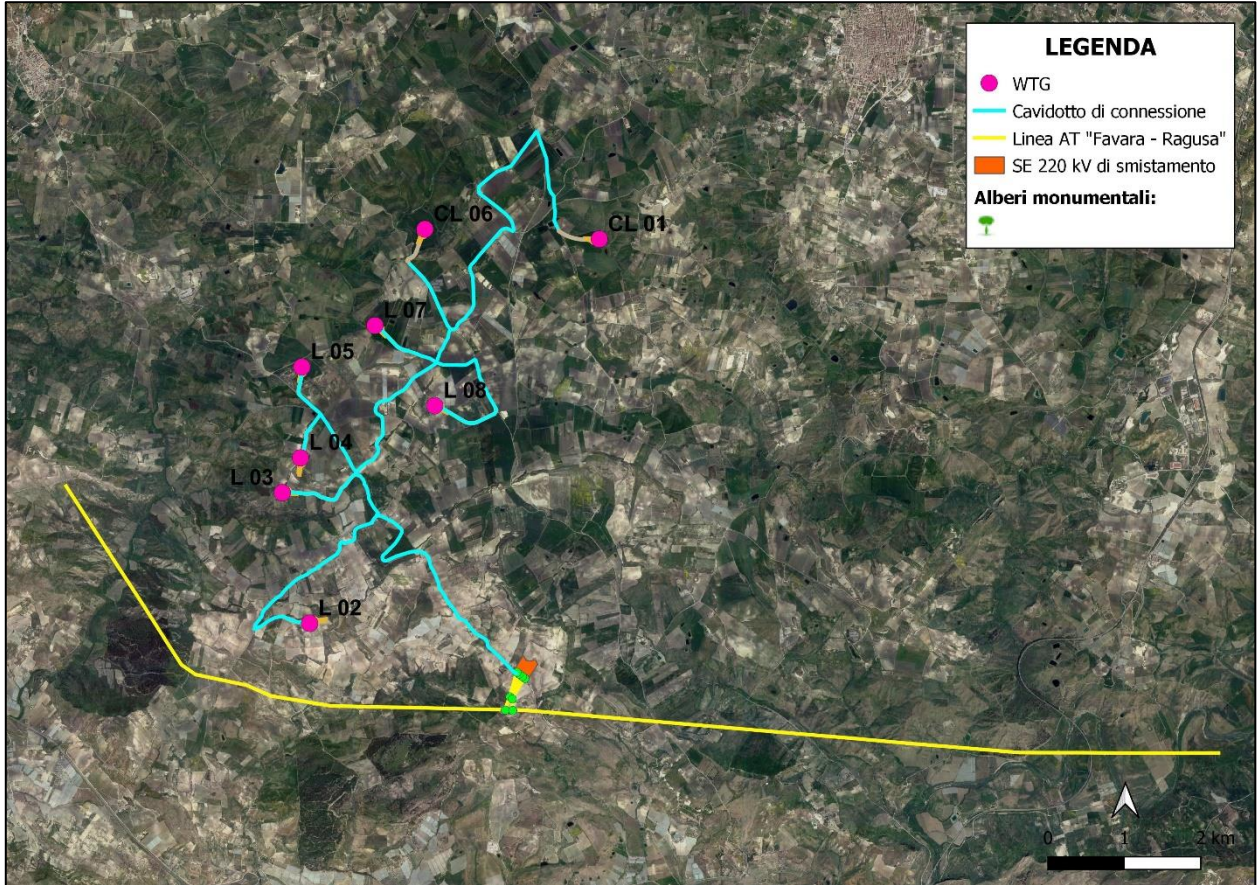 LEGENDA
WTG
Cavidotto di connessione
Linea AT "Favara - Ragusa"
SE 220 kV di smistamento
Alberi monumentali:
CL 06
CL 01
L 07
L 05
L 08
L 04
L 03
L 02
0 1 2 km